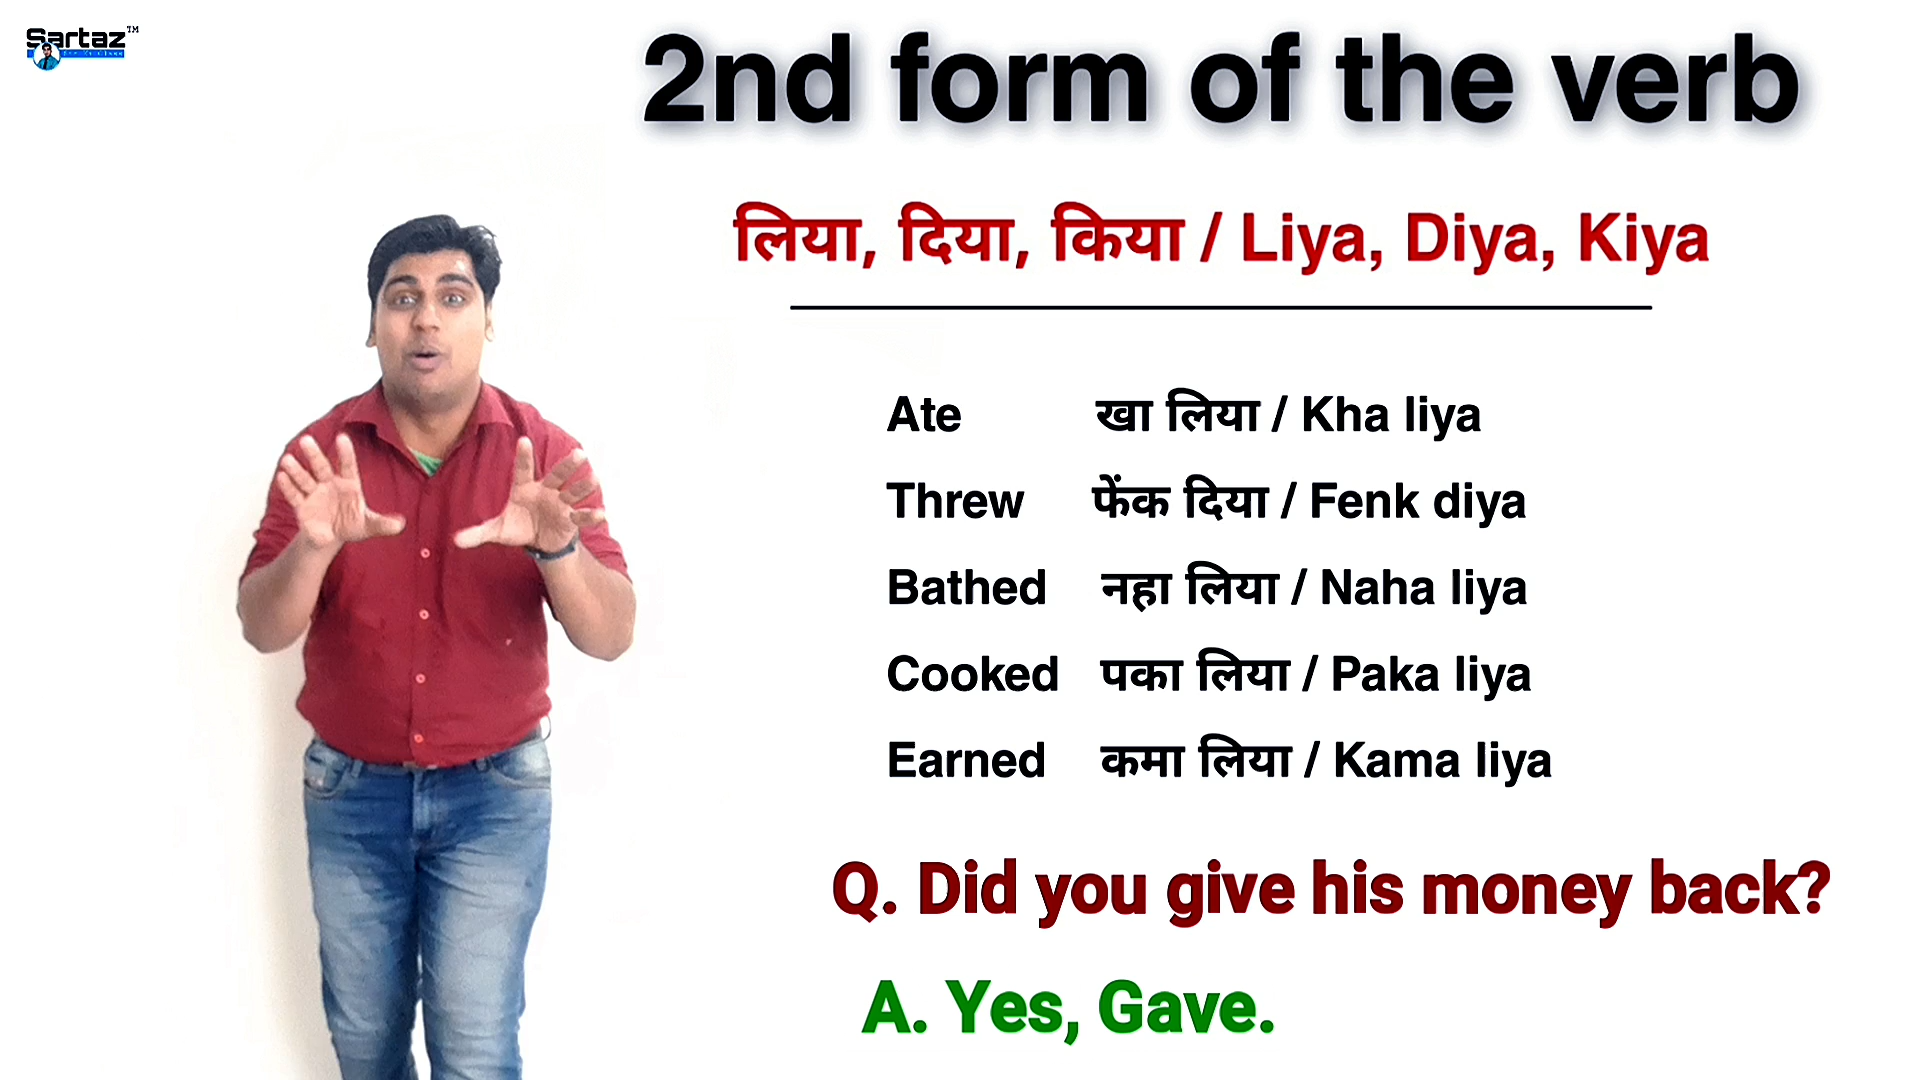 Sartaz™
2nd form of the verb
लिया, दिया, किया / Liya, Diya, Kiya
Ate खा लिया / Kha liya
Threw फेंक दिया / Fenk diya
Bathed नहा लिया / Naha liya
Cooked पका लिया / Paka liya
Earned कमा लिया / Kama liya
Q. Did you give his money back?
A. Yes, Gave.